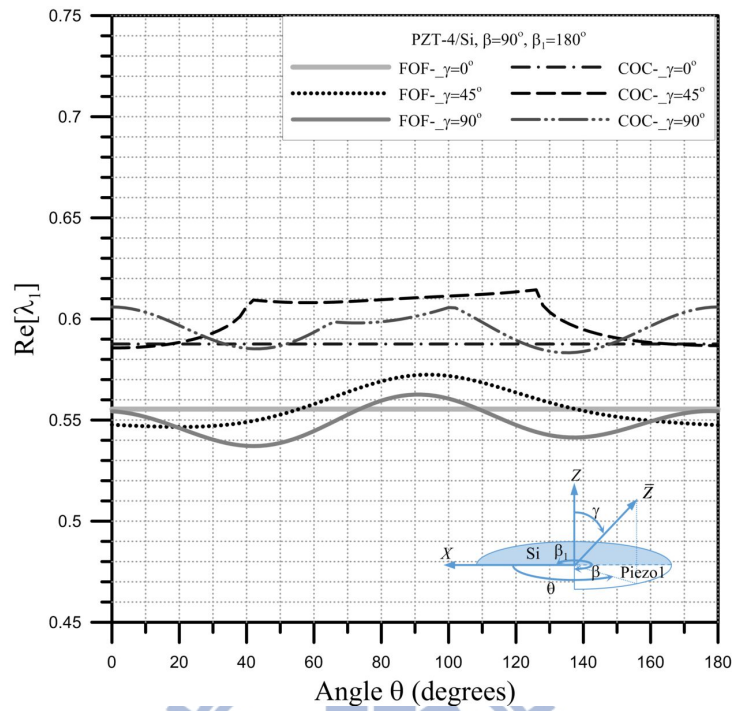 0.75
PZT-4/Si, β=90°, β₁=180°
FOF-_γ=0° COC-_γ=0°
FOF-_γ=45° COC-_γ=45°
FOF-_γ=90° COC-_γ=90°
0.7
0.65
Re[λ₁]
0.6
0.55
0.5
0.45
Z
Z̄
γ
Si β₁
X
β Piezo1
θ
0 20 40 60 80 100 120 140 160 180
Angle θ (degrees)